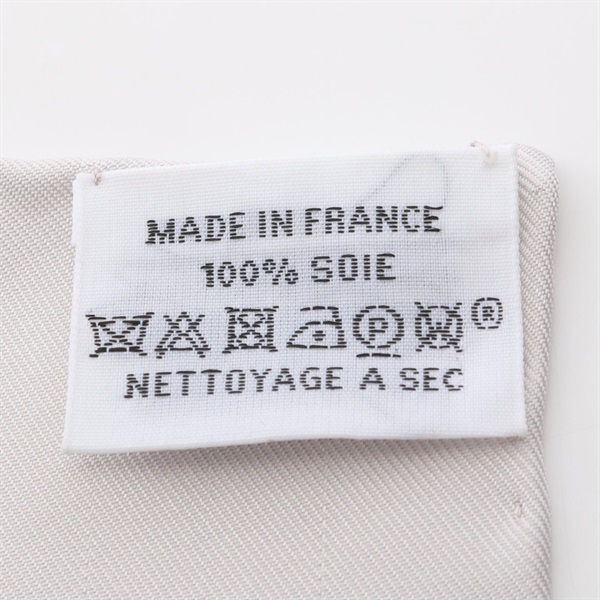 MADE IN FRANCE
100% SOIE
P ®
NETTOYAGE A SEC